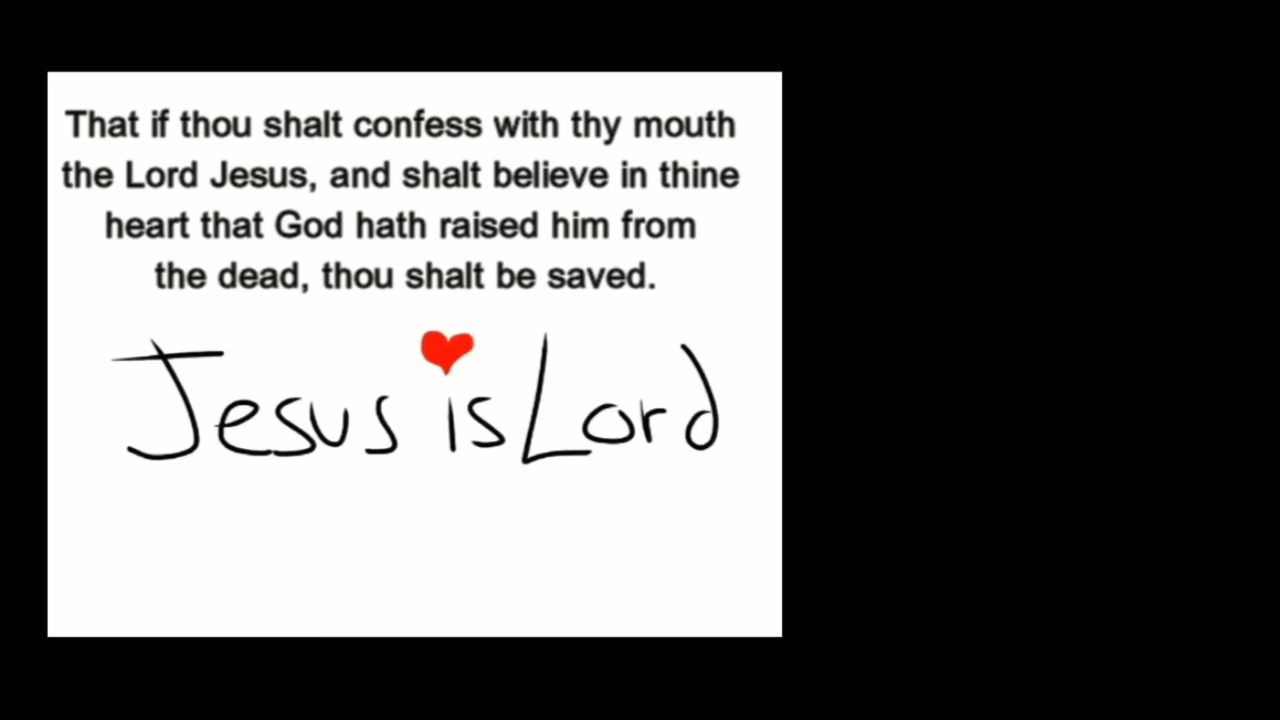 That if thou shalt confess with thy mouth
the Lord Jesus, and shalt believe in thine
heart that God hath raised him from
the dead, thou shalt be saved.
Jesus is Lord